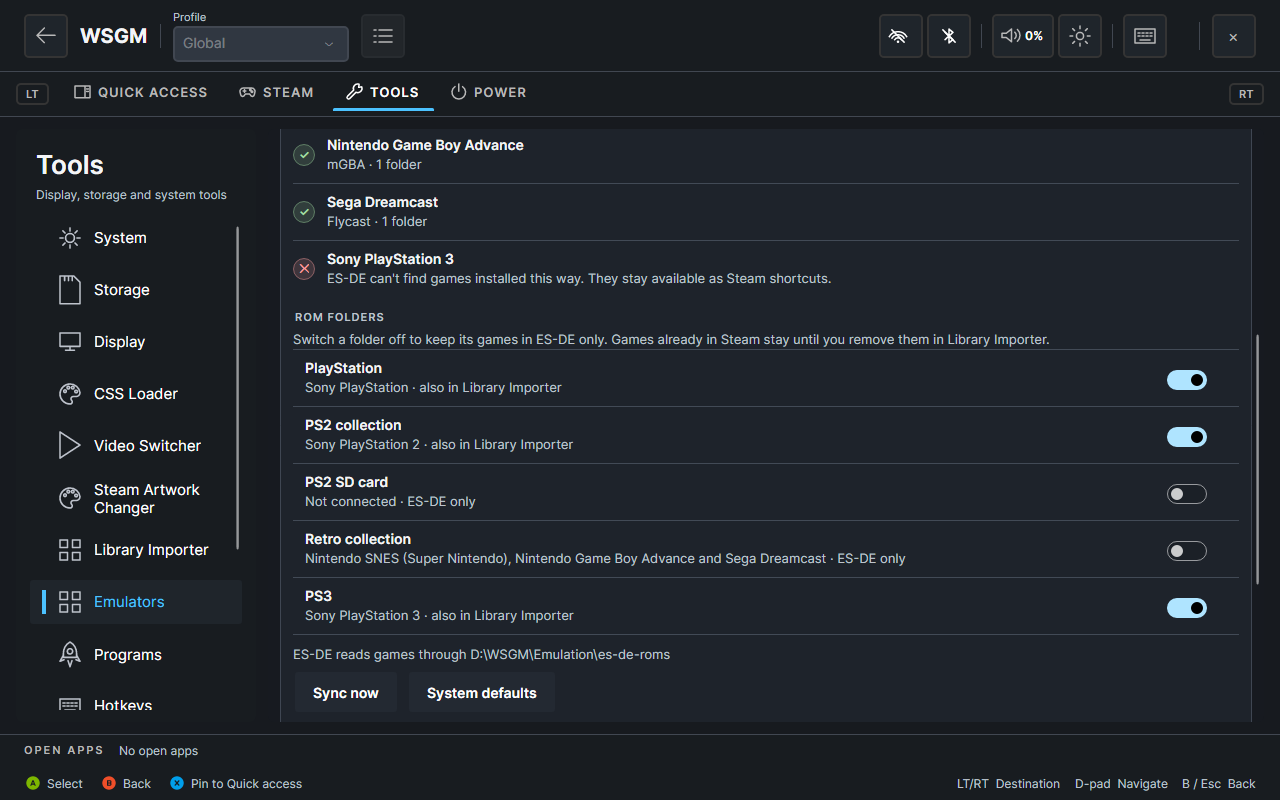 WSGM
Profile
Global
0%
×
LT
QUICK ACCESS
STEAM
TOOLS
POWER
RT
Tools
Display, storage and system tools
System
Storage
Display
CSS Loader
Video Switcher
Steam Artwork
Changer
Library Importer
Emulators
Programs
Hotkeys
Nintendo Game Boy Advance
mGBA · 1 folder
Sega Dreamcast
Flycast · 1 folder
Sony PlayStation 3
ES-DE can't find games installed this way. They stay available as Steam shortcuts.
ROM FOLDERS
Switch a folder off to keep its games in ES-DE only. Games already in Steam stay until you remove them in Library Importer.
PlayStation
Sony PlayStation · also in Library Importer
PS2 collection
Sony PlayStation 2 · also in Library Importer
PS2 SD card
Not connected · ES-DE only
Retro collection
Nintendo SNES (Super Nintendo), Nintendo Game Boy Advance and Sega Dreamcast · ES-DE only
PS3
Sony PlayStation 3 · also in Library Importer
ES-DE reads games through D:\WSGM\Emulation\es-de-roms
Sync now
System defaults
OPEN APPS
No open apps
A Select
B Back
X Pin to Quick access
LT/RT Destination
D-pad Navigate
B / Esc Back